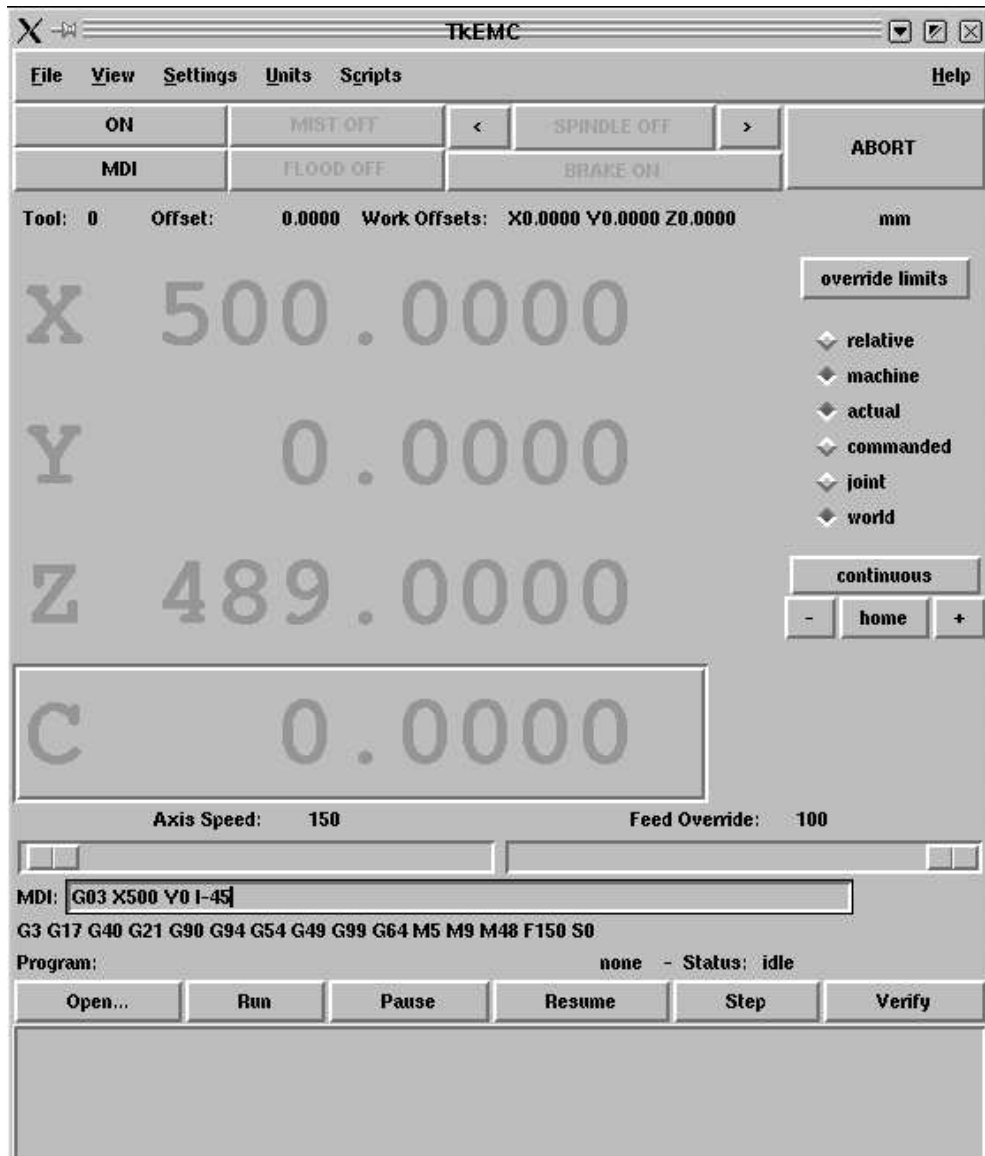 X TkEMC
File View Settings Units Scripts Help
ON MIST OFF < SPINDLE OFF > ABORT
MDI FLOOD OFF BRAKE ON
Tool: 0 Offset: 0.0000 Work Offsets: X0.0000 Y0.0000 Z0.0000 mm
override limits
X 500.0000
relative
machine
actual
Y 0.0000
commanded
joint
world
Z 489.0000
continuous
- home +
C 0.0000
Axis Speed: 150 Feed Override: 100
MDI: G03 X500 Y0 I-45
G3 G17 G40 G21 G90 G94 G54 G49 G99 G64 M5 M9 M48 F150 S0
Program: none - Status: idle
Open... Run Pause Resume Step Verify